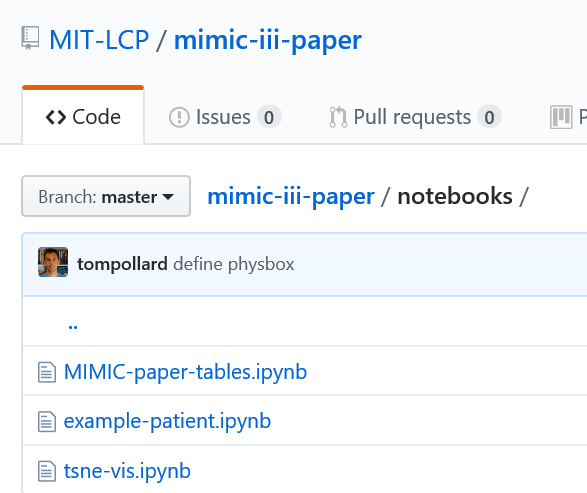 MIT-LCP / mimic-iii-paper
Code Issues 0 Pull requests 0 P
Branch: master mimic-iii-paper / notebooks /
tompollard define physbox
..
MIMIC-paper-tables.ipynb
example-patient.ipynb
tsne-vis.ipynb